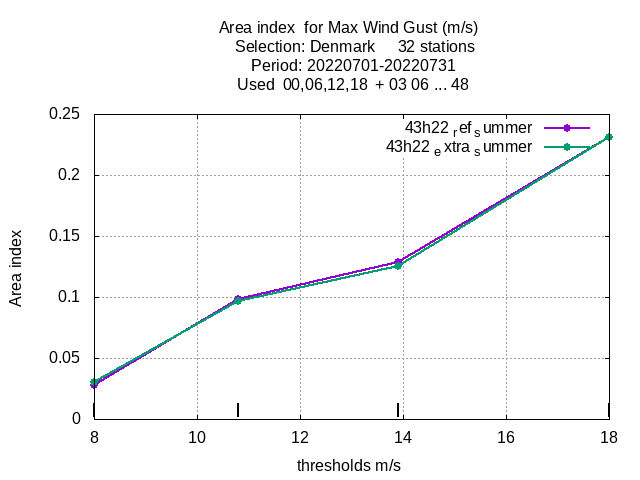 Area index  for Max Wind Gust (m/s)
Selection: Denmark     32 stations
Period: 20220701-20220731
Used  00,06,12,18  + 03 06 ... 48
0.25
43h22 ref summer
43h22 extra summer
0.2
0.15
Area index
0.1
0.05
0
8 10 12 14 16 18
thresholds m/s